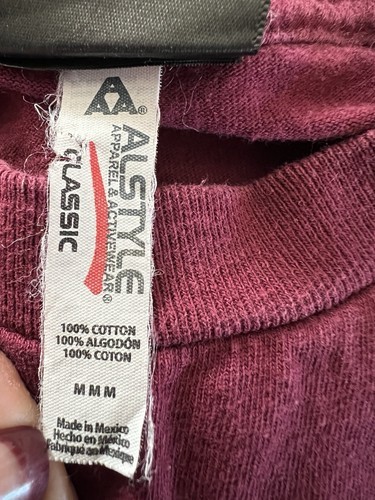 ALSTYLE
APPAREL & ACTIVEWEAR®
CLASSIC
100% COTTON
100% ALGODÓN
100% COTON
M M M
Made in Mexico
Hecho en México
Fabriqué au Mexique